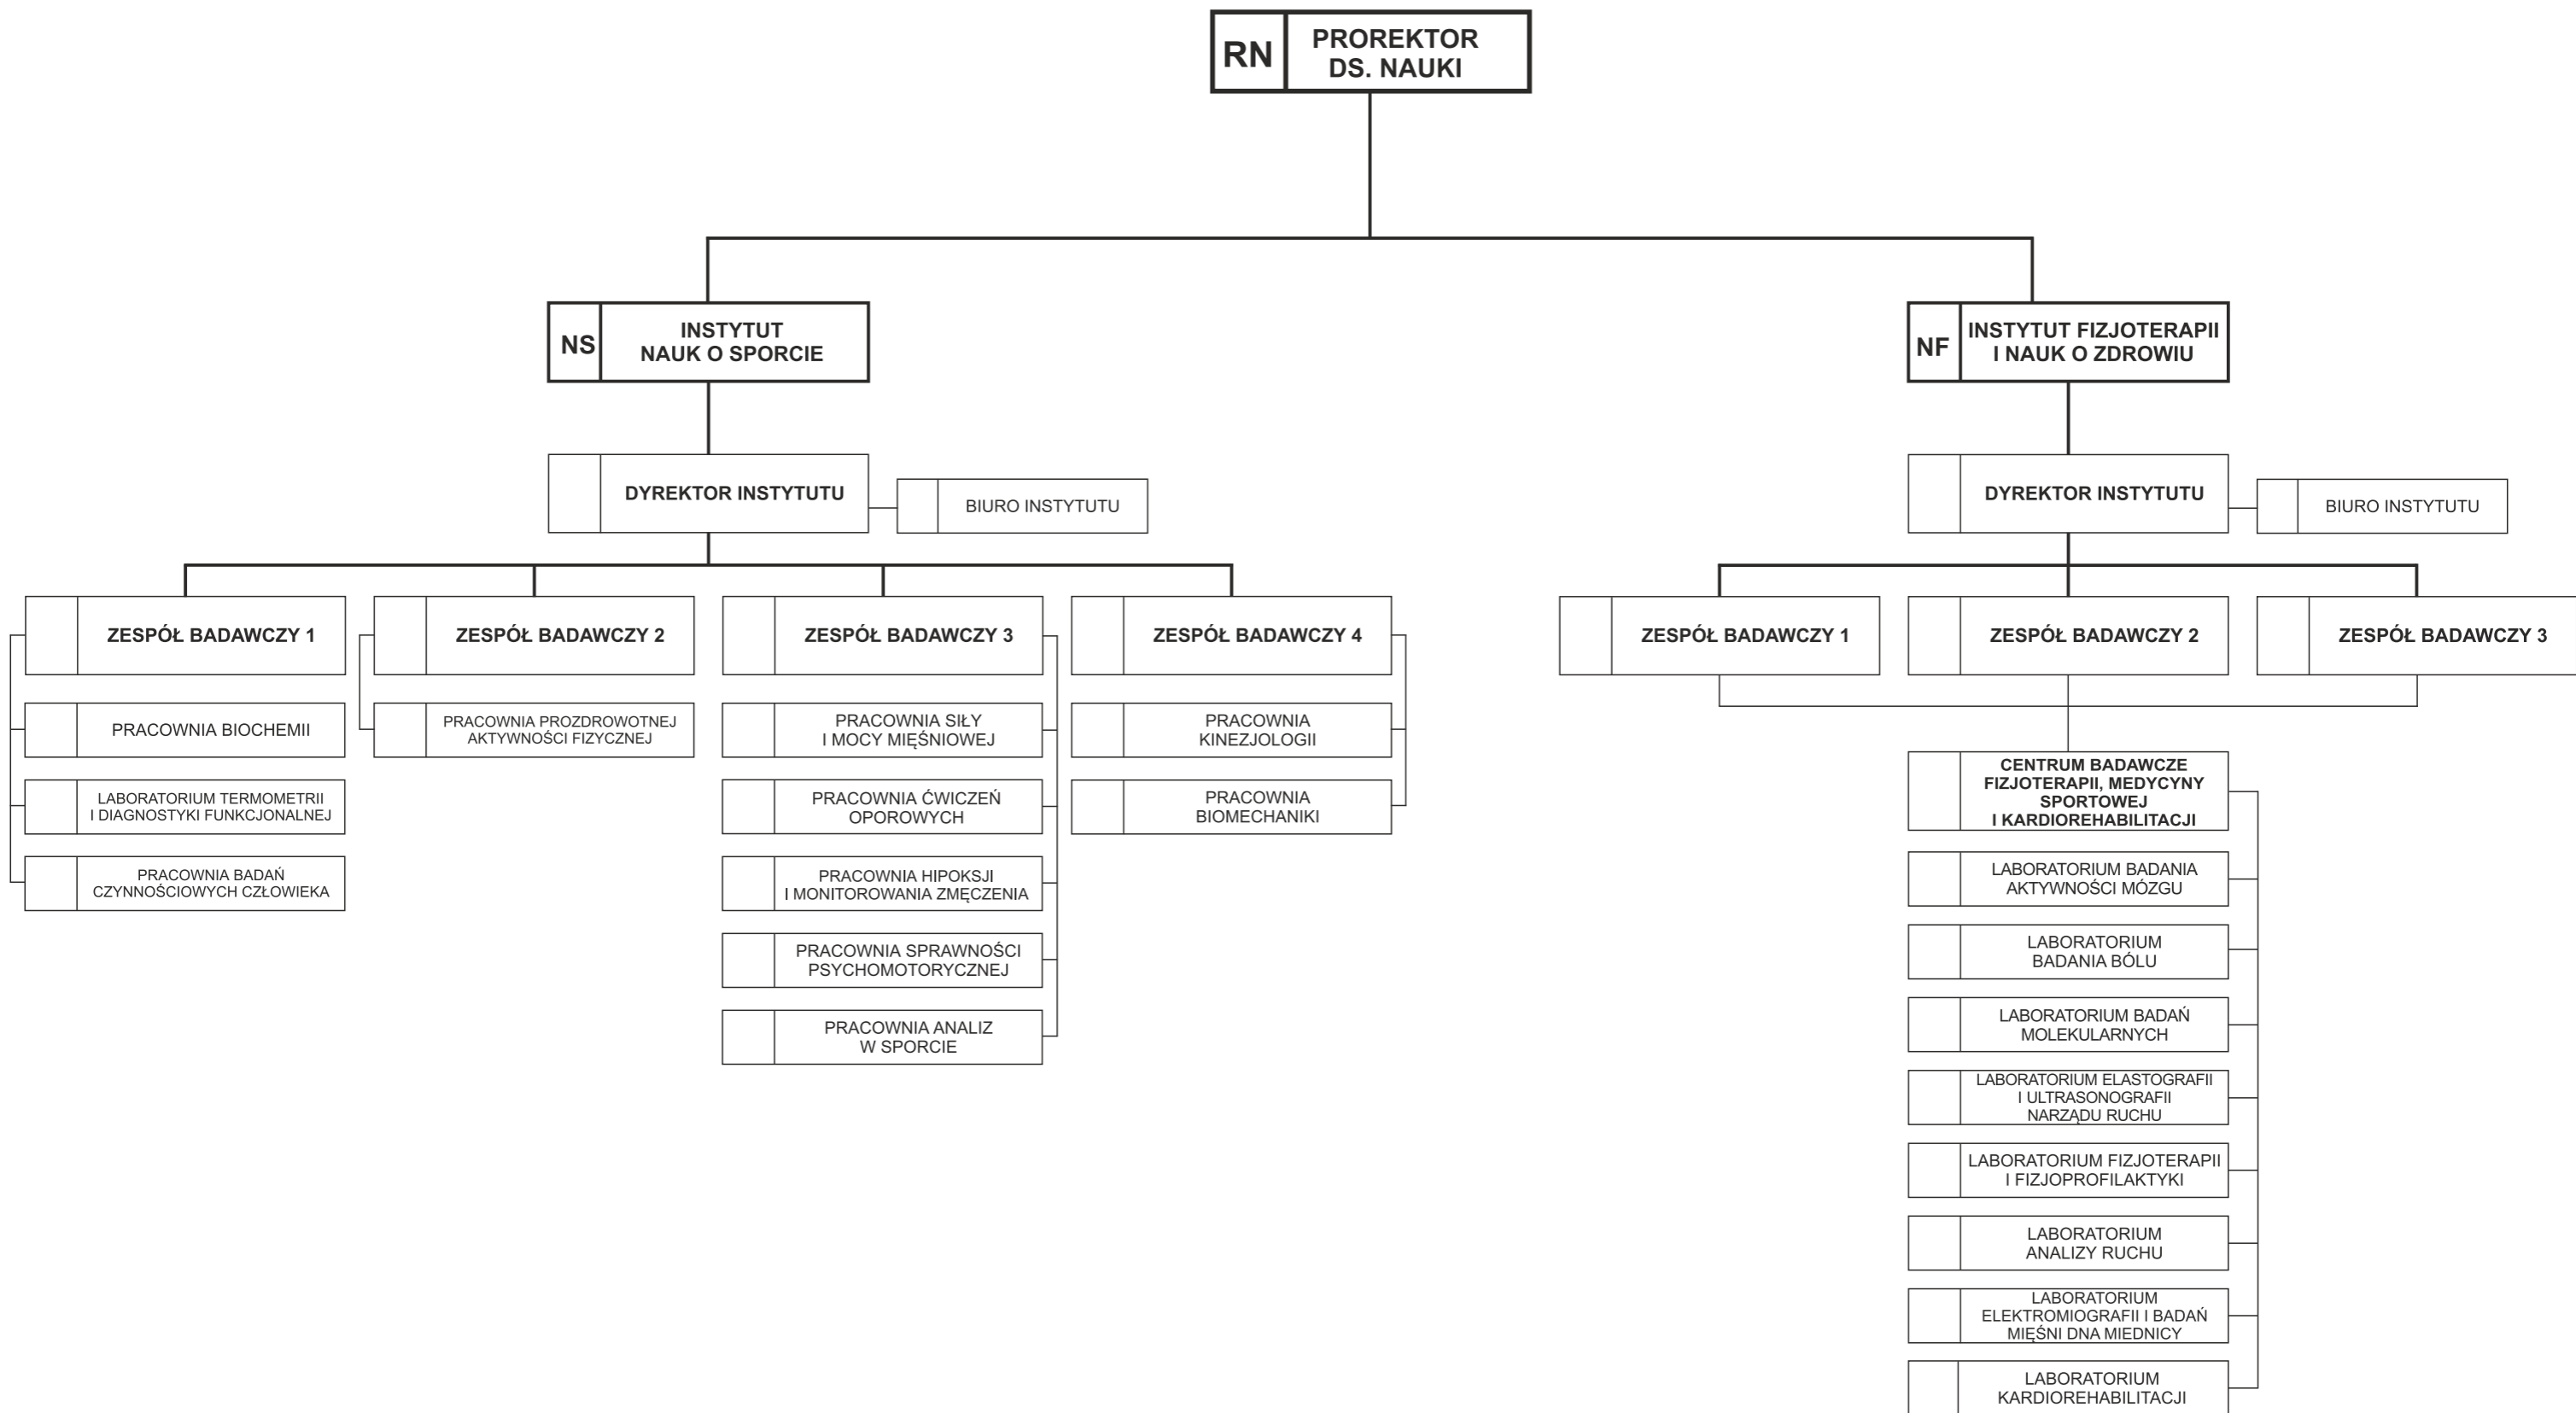 RN
PROREKTOR
DS. NAUKI
NS
INSTYTUT
NAUK O SPORCIE
NF
INSTYTUT FIZJOTERAPII
I NAUK O ZDROWIU
DYREKTOR INSTYTUTU
BIURO INSTYTUTU
DYREKTOR INSTYTUTU
BIURO INSTYTUTU
ZESPÓŁ BADAWCZY 1
ZESPÓŁ BADAWCZY 2
ZESPÓŁ BADAWCZY 3
ZESPÓŁ BADAWCZY 4
ZESPÓŁ BADAWCZY 1
ZESPÓŁ BADAWCZY 2
ZESPÓŁ BADAWCZY 3
PRACOWNIA BIOCHEMII
LABORATORIUM TERMOMETRII
I DIAGNOSTYKI FUNKCJONALNEJ
PRACOWNIA BADAŃ
CZYNNOŚCIOWYCH CZŁOWIEKA
PRACOWNIA PROZDROWOTNEJ
AKTYWNOŚCI FIZYCZNEJ
PRACOWNIA SIŁY
I MOCY MIĘŚNIOWEJ
PRACOWNIA ĆWICZEŃ
OPOROWYCH
PRACOWNIA HIPOKSJI
I MONITOROWANIA ZMĘCZENIA
PRACOWNIA SPRAWNOŚCI
PSYCHOMOTORYCZNEJ
PRACOWNIA ANALIZ
W SPORCIE
PRACOWNIA
KINEZJOLOGII
PRACOWNIA
BIOMECHANIKI
CENTRUM BADAWCZE
FIZJOTERAPII, MEDYCYNY
SPORTOWEJ
I KARDIOREHABILITACJI
LABORATORIUM BADANIA
AKTYWNOŚCI MÓZGU
LABORATORIUM
BADANIA BÓLU
LABORATORIUM BADAŃ
MOLEKULARNYCH
LABORATORIUM ELASTOGRAFII
I ULTRASONOGRAFII
NARZĄDU RUCHU
LABORATORIUM FIZJOTERAPII
I FIZJOPROFILAKTYKI
LABORATORIUM
ANALIZY RUCHU
LABORATORIUM
ELEKTROMIOGRAFII I BADAŃ
MIĘŚNI DNA MIEDNICY
LABORATORIUM
KARDIOREHABILITACJI